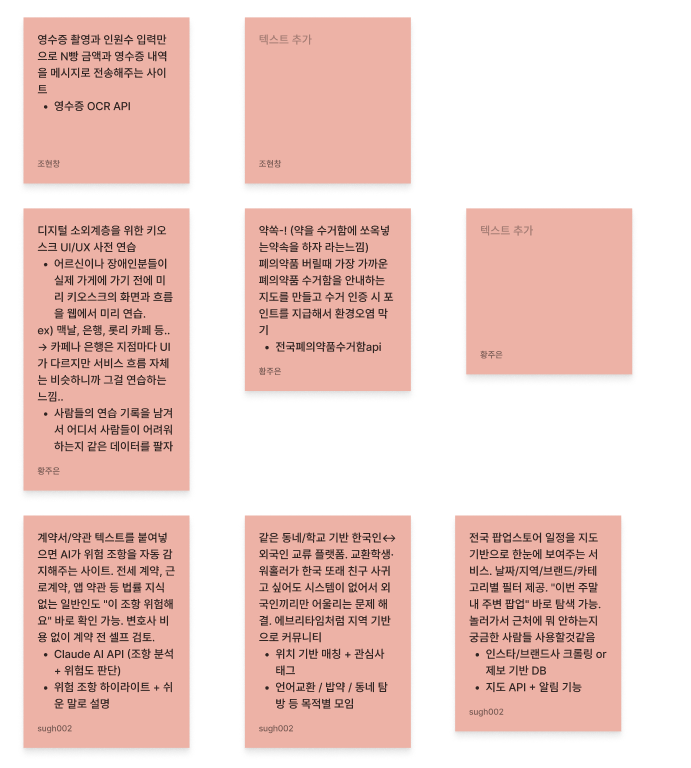 영수증 촬영과 인원수 입력만
으로 N빵 금액과 영수증 내역
을 메시지로 전송해주는 사이
트
• 영수증 OCR API
조현창
텍스트 추가
조현창
디지털 소외계층을 위한 키오
스크 UI/UX 사전 연습
• 어르신이나 장애인분들이
실제 가게에 가기 전에 미
리 키오스크의 화면과 흐름
을 웹에서 미리 연습.
ex) 맥날, 은행, 롯리 카페 등..
→ 카페나 은행은 지점마다 UI
가 다르지만 서비스 흐름 자체
는 비슷하니까 그걸 연습하는
느낌..
• 사람들의 연습 기록을 남겨
서 어디서 사람들이 어려워
하는지 같은 데이터를 팔자
황주은
약쏙-! (약을 수거함에 쏘옥넣
는약속을 하자 라는느낌)
폐의약품 버릴때 가장 가까운
폐의약품 수거함을 안내하는
지도를 만들고 수거 인증 시 포
인트를 지급해서 환경오염 막
기
• 전국폐의약품수거함api
황주은
텍스트 추가
황주은
계약서/약관 텍스트를 붙여넣
으면 AI가 위험 조항을 자동 감
지해주는 사이트. 전세 계약, 근
로계약, 앱 약관 등 법률 지식
없는 일반인도 "이 조항 위험해
요" 바로 확인 가능. 변호사 비
용 없이 계약 전 셀프 검토.
• Claude AI API (조항 분석
+ 위험도 판단)
• 위험 조항 하이라이트 + 쉬
운 말로 설명
sugh002
같은 동네/학교 기반 한국인↔
외국인 교류 플랫폼. 교환학생·
워홀러가 한국 또래 친구 사귀
고 싶어도 시스템이 없어서 외
국인끼리만 어울리는 문제 해
결. 에브리타임처럼 지역 기반
으로 커뮤니티
• 위치 기반 매칭 + 관심사
태그
• 언어교환 / 밥약 / 동네 탐
방 등 목적별 모임
sugh002
전국 팝업스토어 일정을 지도
기반으로 한눈에 보여주는 서
비스. 날짜/지역/브랜드/카테
고리별 필터 제공. "이번 주말
내 주변 팝업" 바로 탐색 가능.
놀러가서 근처에 뭐 안하는지
궁금한 사람들 사용할것같음
• 인스타/브랜드사 크롤링 or
제보 기반 DB
• 지도 API + 알림 기능
sugh002